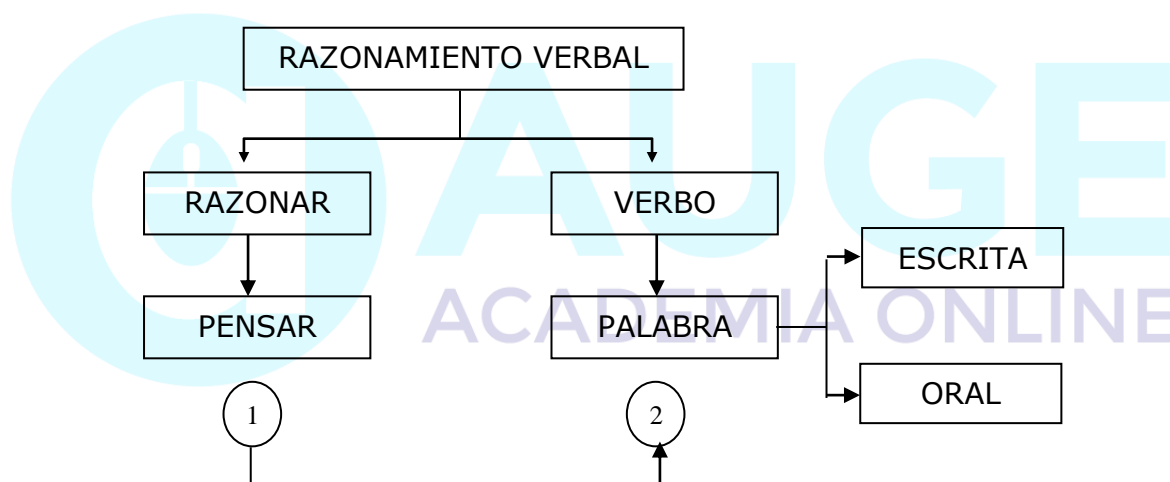 RAZONAMIENTO VERBAL
RAZONAR
VERBO
ESCRITA
PENSAR
PALABRA
ORAL
1
2
AUGE
ACADEMIA ONLINE